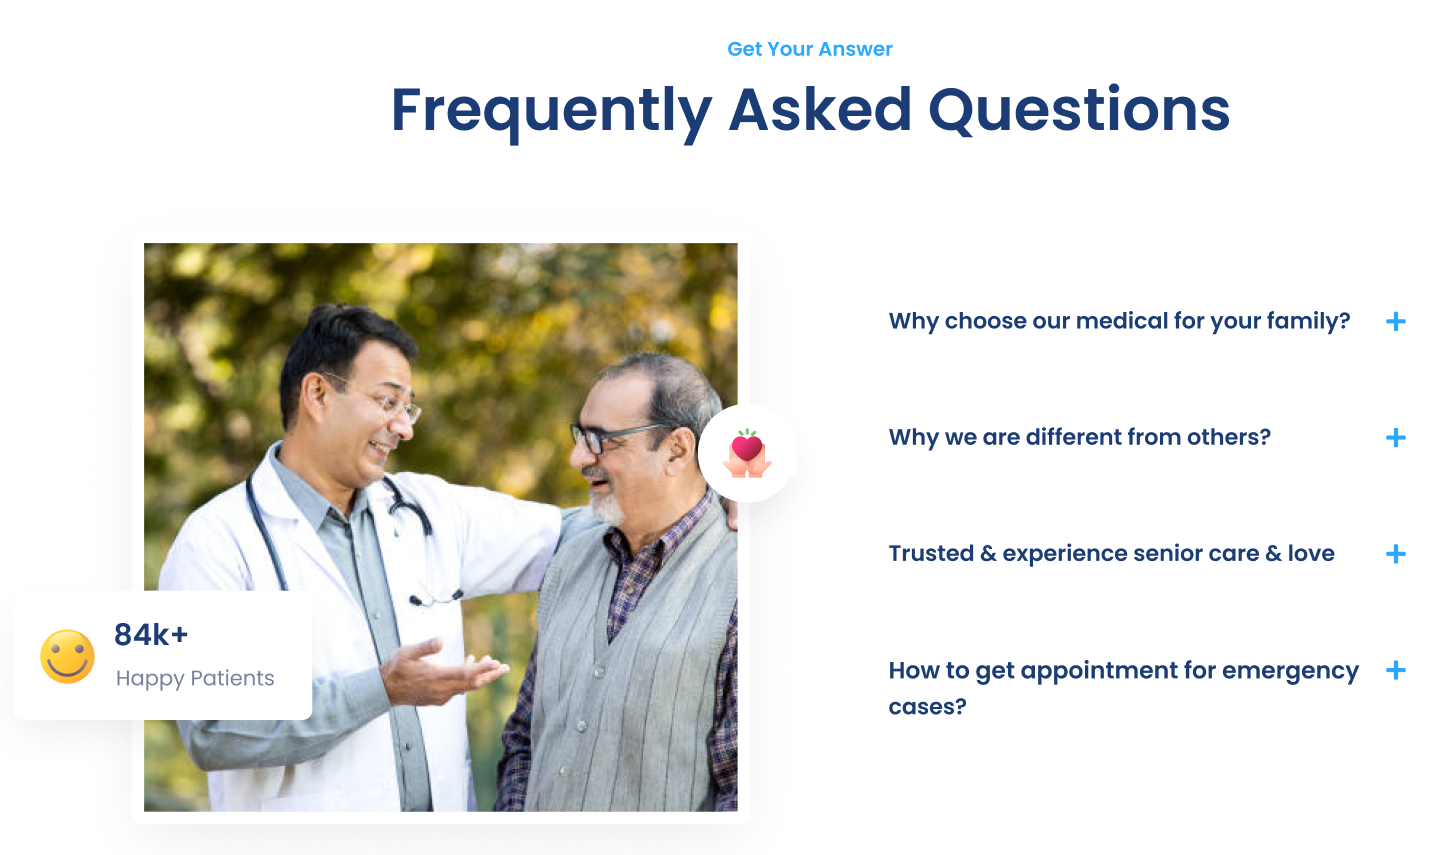 Get Your Answer
Frequently Asked Questions
Why choose our medical for your family?
Why we are different from others?
Trusted & experience senior care & love
How to get appointment for emergency
cases?
84k+
Happy Patients